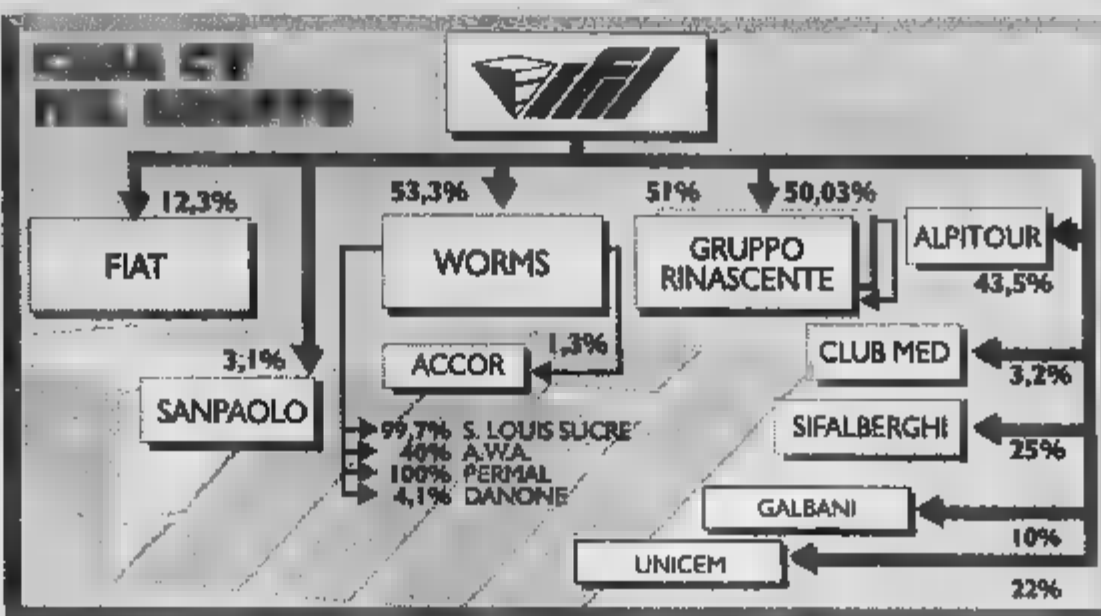 ifil
12,3%
53,3%
51%
50,03%
FIAT
WORMS
GRUPPO
RINASCENTE
ALPITOUR
43,5%
3,1%
SANPAOLO
1,3%
ACCOR
CLUB MED
3,2%
99,7% S. LOUIS SUCRE
40% A.W.A.
100% PERMAL
4,1% DANONE
SIFALBERGHI
25%
GALBANI
10%
UNICEM
22%